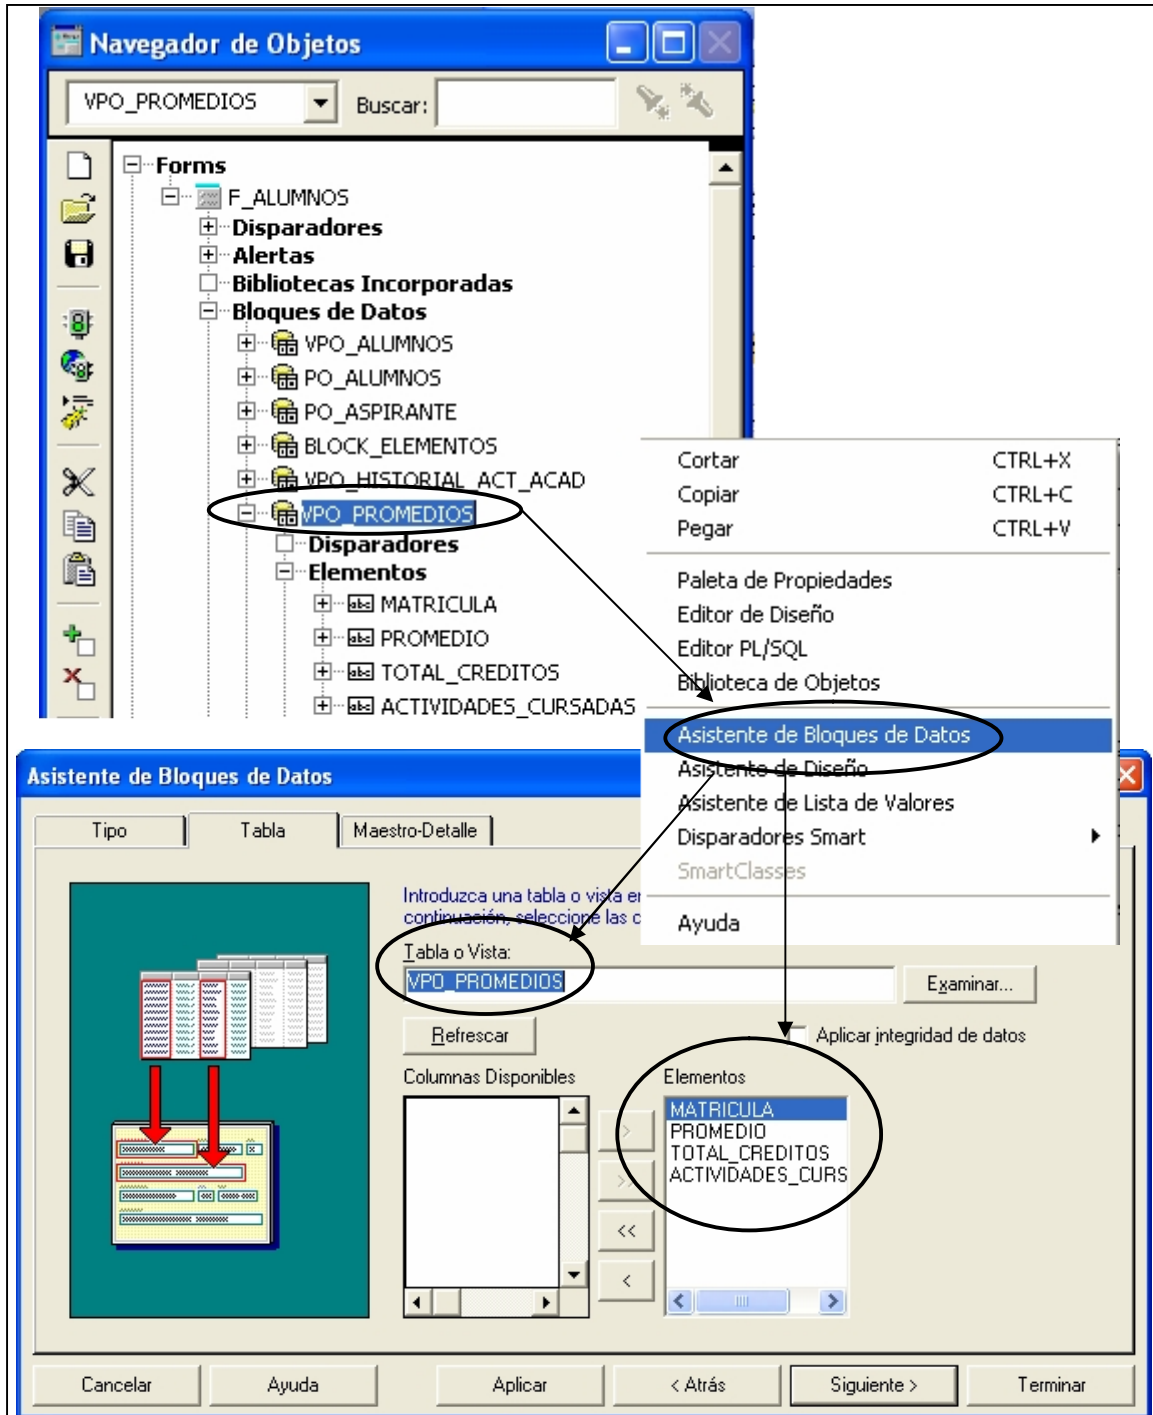 Navegador de Objetos
VPO_PROMEDIOS
Buscar:
Forms
F_ALUMNOS
Disparadores
Alertas
Bibliotecas Incorporadas
Bloques de Datos
VPO_ALUMNOS
PO_ALUMNOS
PO_ASPIRANTE
BLOCK_ELEMENTOS
VPO_HISTORIAL_ACT_ACAD
VPO_PROMEDIOS
Disparadores
Elementos
MATRICULA
PROMEDIO
TOTAL_CREDITOS
ACTIVIDADES_CURSADAS
Cortar CTRL+X
Copiar CTRL+C
Pegar CTRL+V
Paleta de Propiedades
Editor de Diseño
Editor PL/SQL
Biblioteca de Objetos
Asistente de Bloques de Datos
Asistente de Diseño
Asistente de Lista de Valores
Disparadores Smart
SmartClasses
Ayuda
Asistente de Bloques de Datos
Tipo Tabla Maestro-Detalle
Introduzca una tabla o vista
continuación, seleccione las
Tabla o Vista:
VPO_PROMEDIOS
Examinar...
Refrescar
Aplicar integridad de datos
Columnas Disponibles
Elementos
MATRICULA
PROMEDIO
TOTAL_CREDITOS
ACTIVIDADES_CURS
>
>>
<<
<
Cancelar Ayuda Aplicar < Atrás Siguiente > Terminar